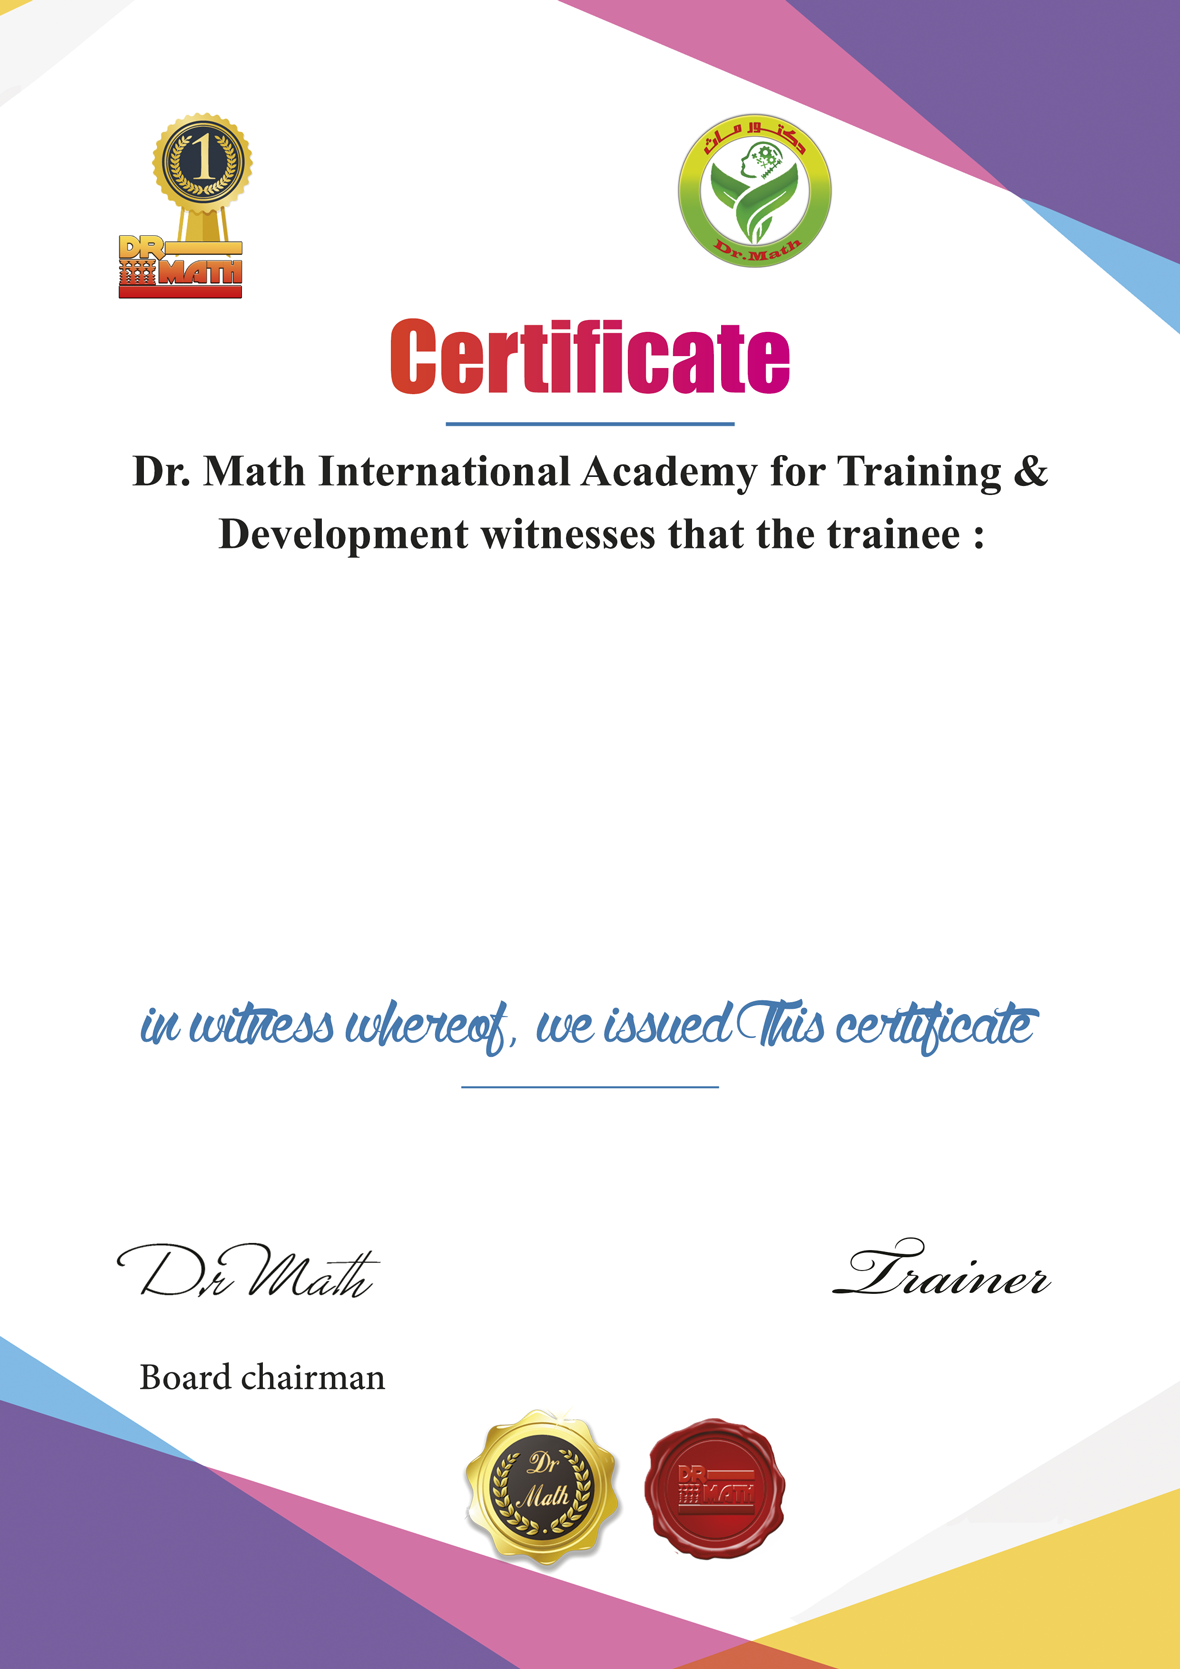 1
DR
MATH
دكتور ماث
Dr.Math
Certificate
Dr. Math International Academy for Training &
Development witnesses that the trainee :
in witness whereof, we issued This certificate
Dr Math
Trainer
Board chairman
Dr
Math
DR
MATH